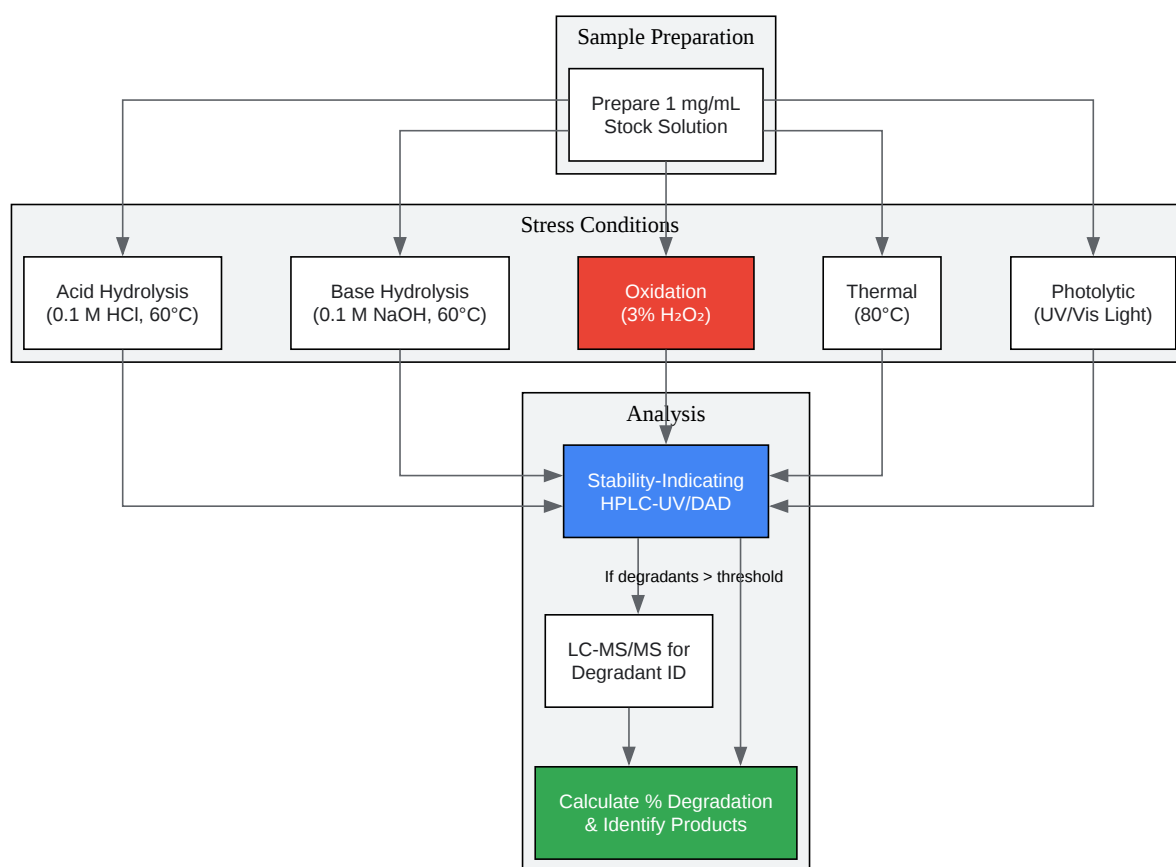 Sample Preparation
Prepare 1 mg/mL
Stock Solution
Stress Conditions
Acid Hydrolysis
(0.1 M HCl, 60°C)
Base Hydrolysis
(0.1 M NaOH, 60°C)
Oxidation
(3% H₂O₂)
Thermal
(80°C)
Photolytic
(UV/Vis Light)
Analysis
Stability-Indicating
HPLC-UV/DAD
If degradants > threshold
LC-MS/MS for
Degradant ID
Calculate % Degradation
& Identify Products